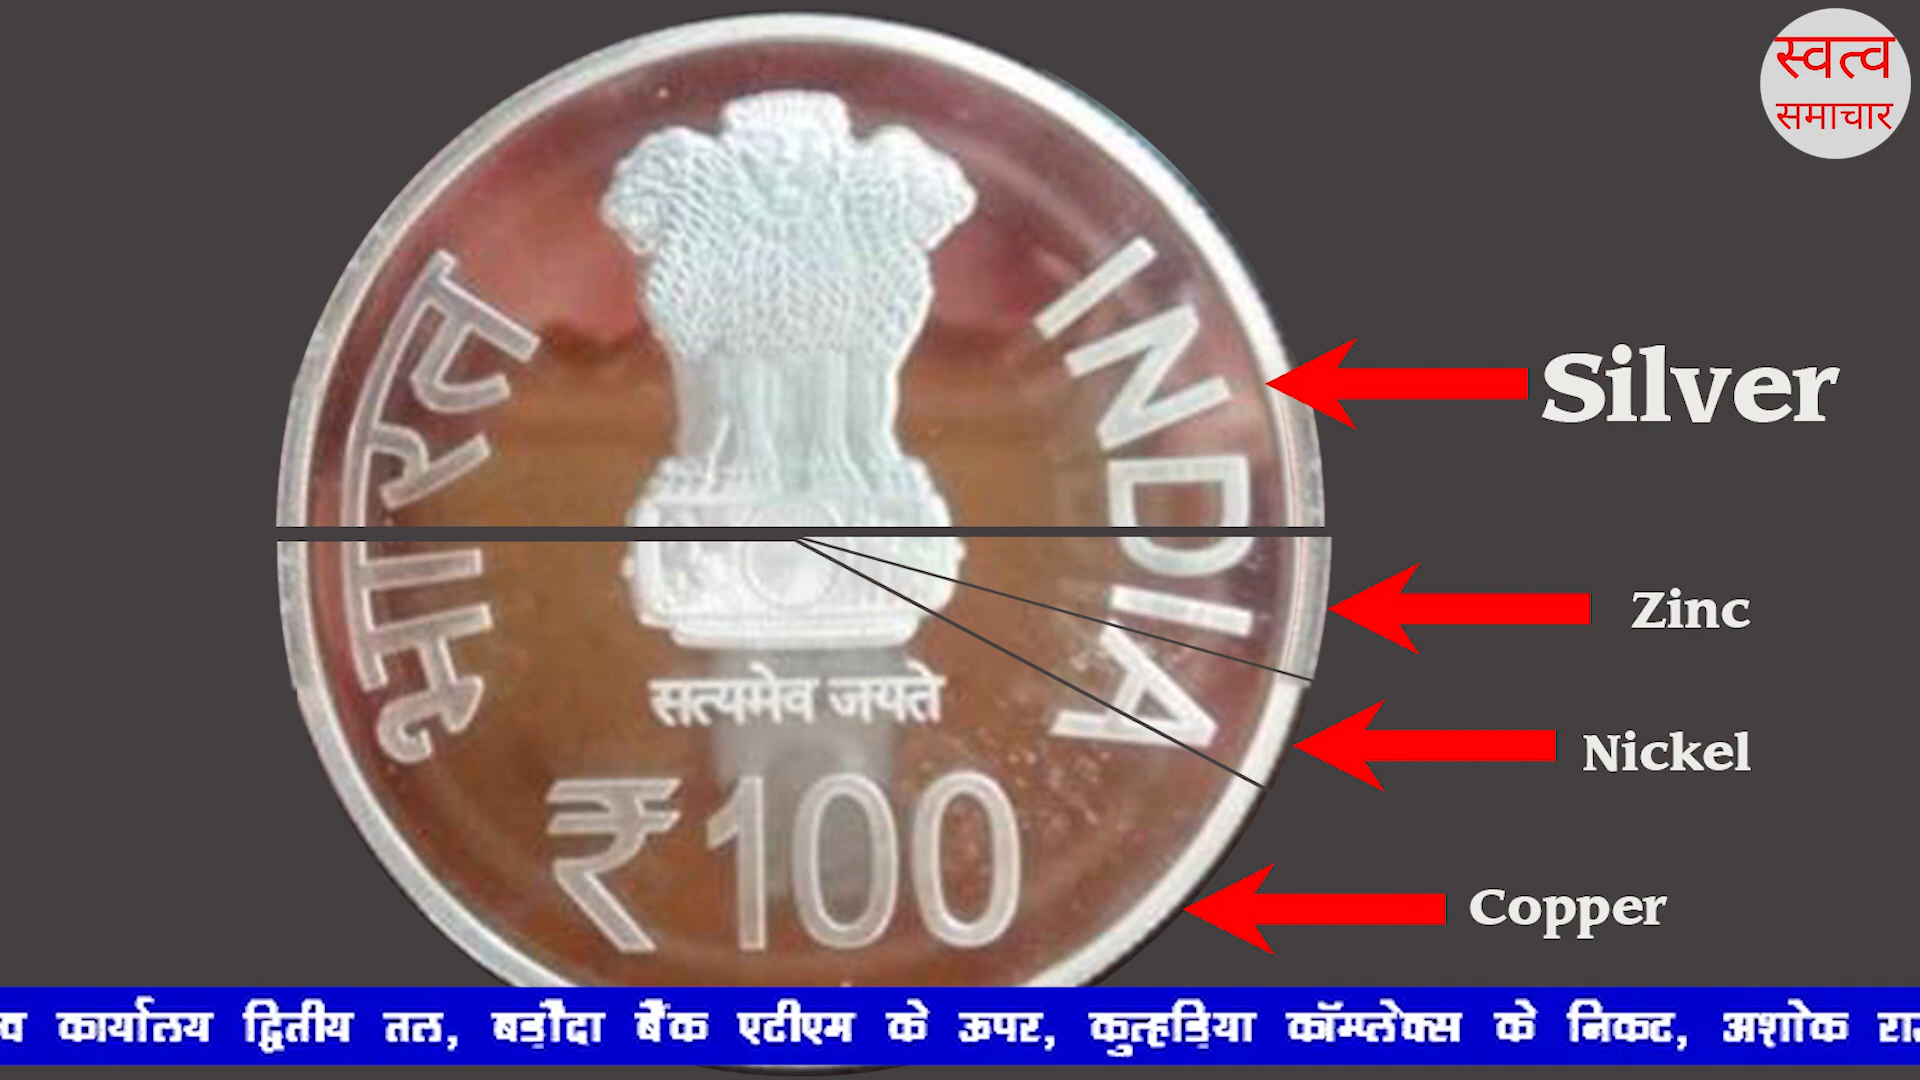 स्वत्व
समाचार
भारत
INDIA
Silver
Zinc
सत्यमेव जयते
Nickel
₹100
Copper
कार्यालय द्वितीय तल, बड़ौदा बैंक एटीएम के ऊपर, कुल्हड़िया कॉम्प्लेक्स के निकट, अशोक